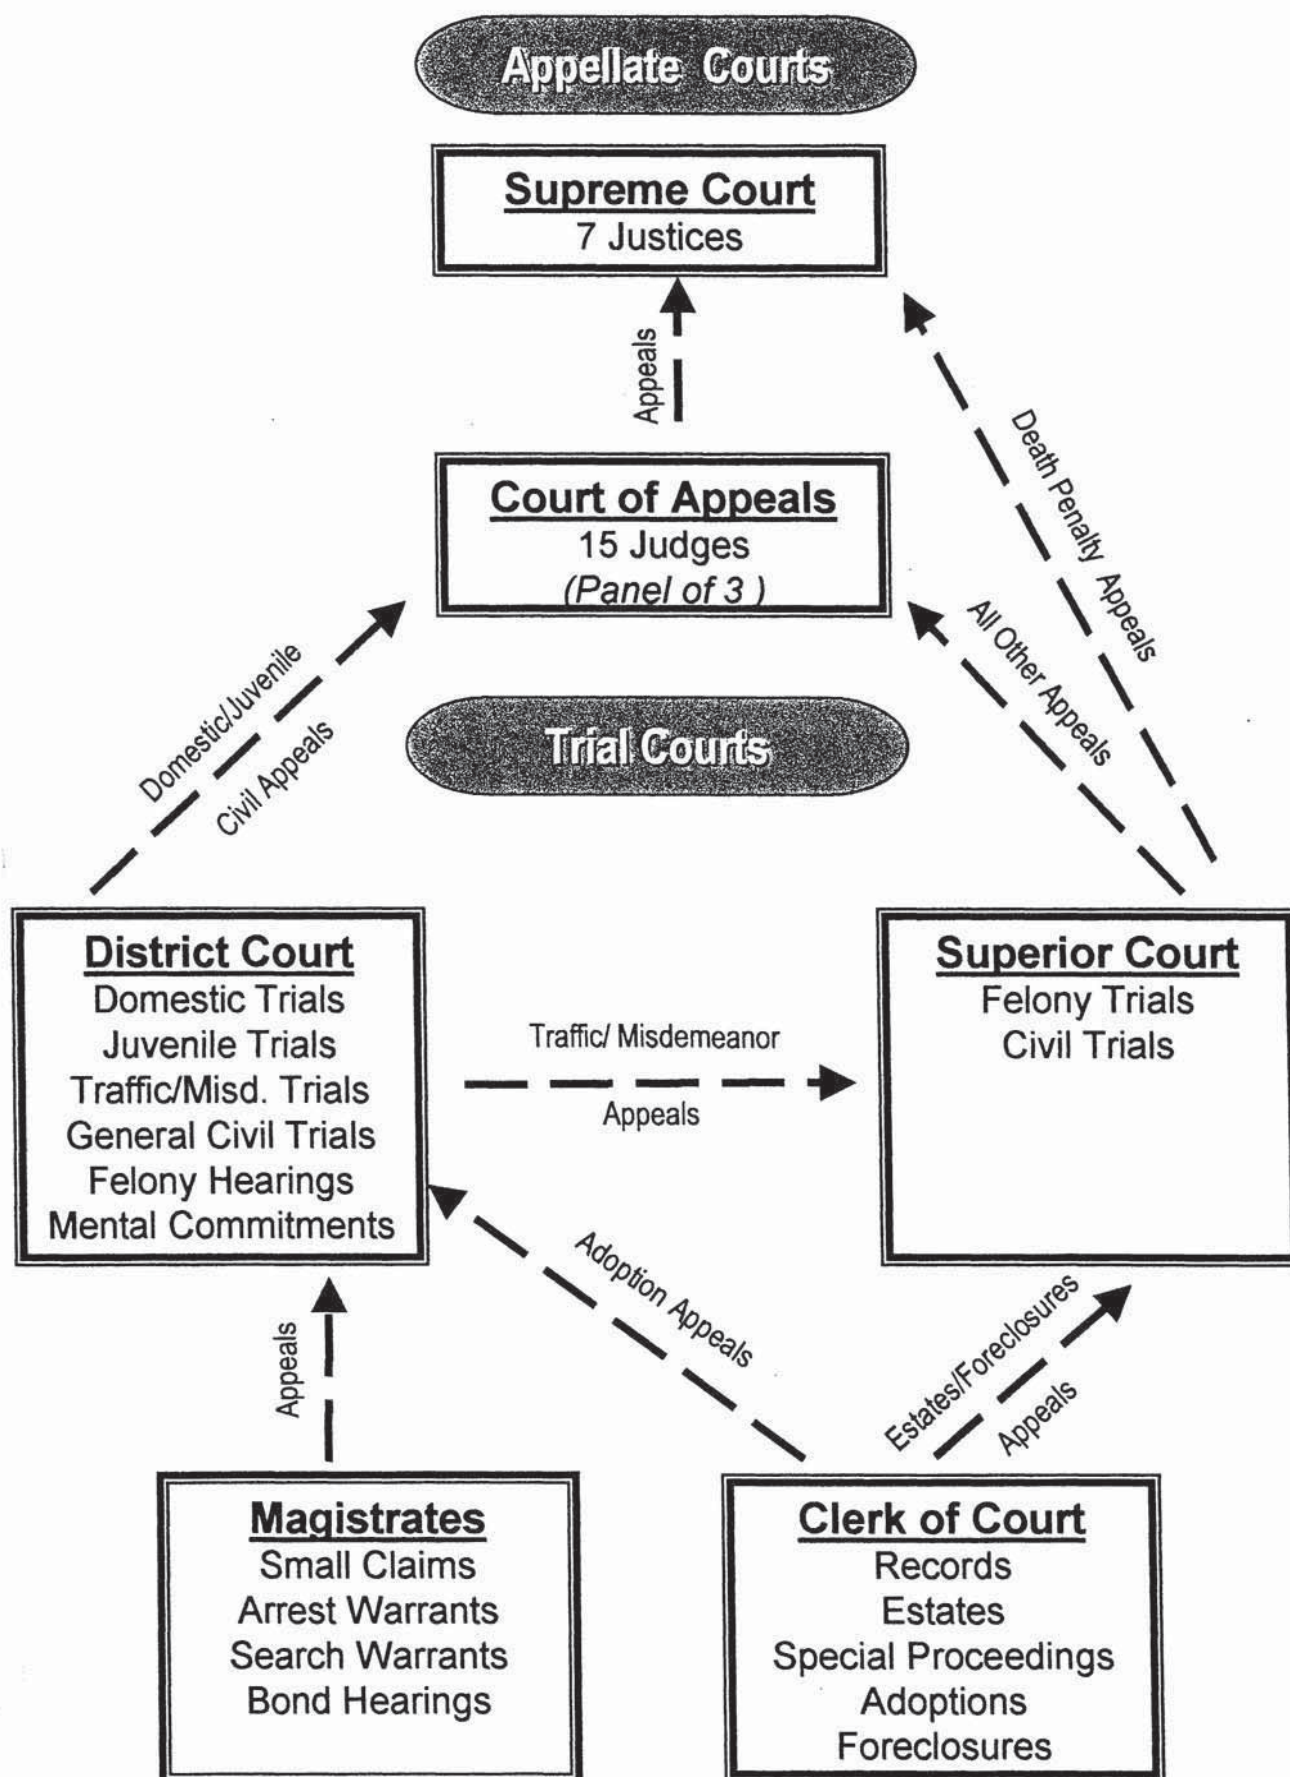 Appellate Courts
Supreme Court
7 Justices
Appeals
Death Penalty Appeals
Court of Appeals
15 Judges
(Panel of 3 )
All Other Appeals
Domestic/Juvenile
Civil Appeals
Trial Courts
District Court
Domestic Trials
Juvenile Trials
Traffic/Misd. Trials
General Civil Trials
Felony Hearings
Mental Commitments
Traffic/ Misdemeanor
Appeals
Superior Court
Felony Trials
Civil Trials
Appeals
Adoption Appeals
Estates/Foreclosures
Appeals
Magistrates
Small Claims
Arrest Warrants
Search Warrants
Bond Hearings
Clerk of Court
Records
Estates
Special Proceedings
Adoptions
Foreclosures